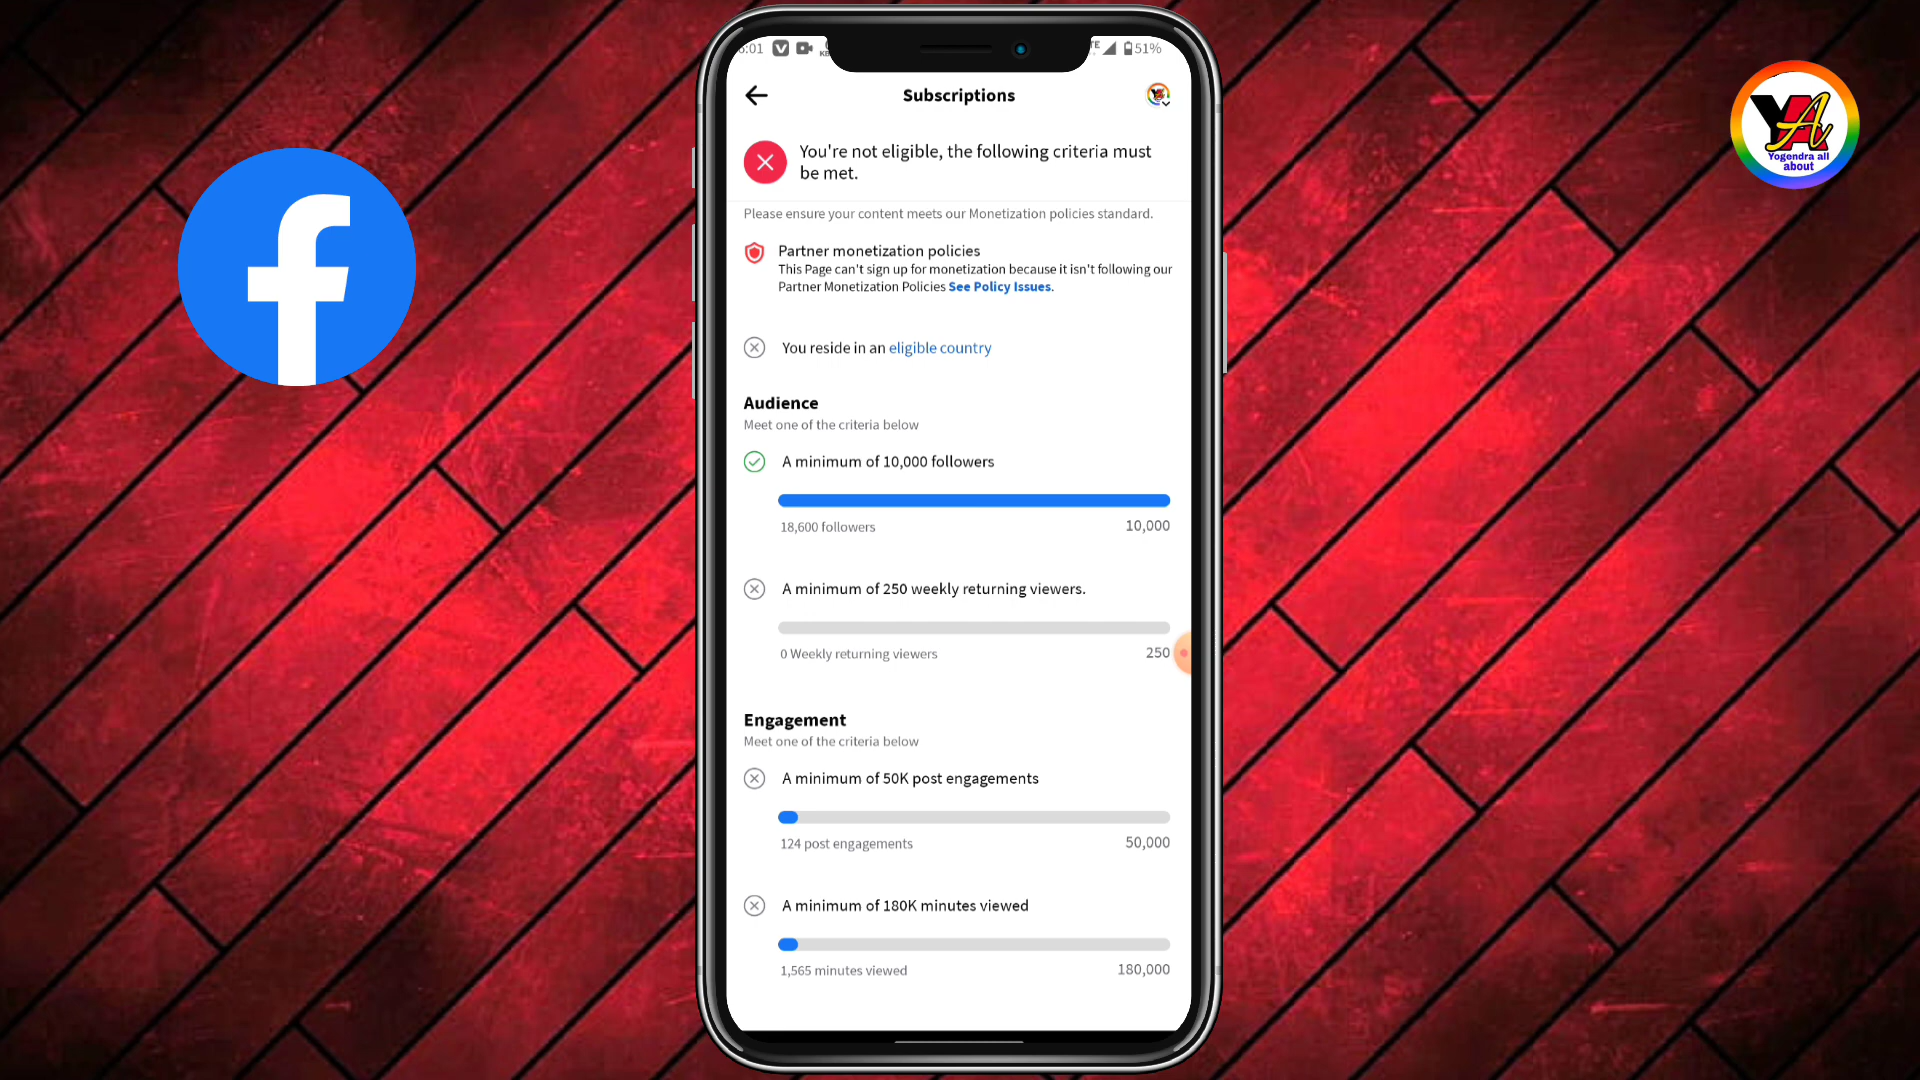 6:01
51%
Subscriptions
You're not eligible, the following criteria must
be met.
Please ensure your content meets our Monetization policies standard.
Partner monetization policies
This Page can't sign up for monetization because it isn't following our
Partner Monetization Policies See Policy Issues.
You reside in an eligible country
Audience
Meet one of the criteria below
A minimum of 10,000 followers
18,600 followers 10,000
A minimum of 250 weekly returning viewers.
0 Weekly returning viewers 250
Engagement
Meet one of the criteria below
A minimum of 50K post engagements
124 post engagements 50,000
A minimum of 180K minutes viewed
1,565 minutes viewed 180,000
YA
Yogendra all
about